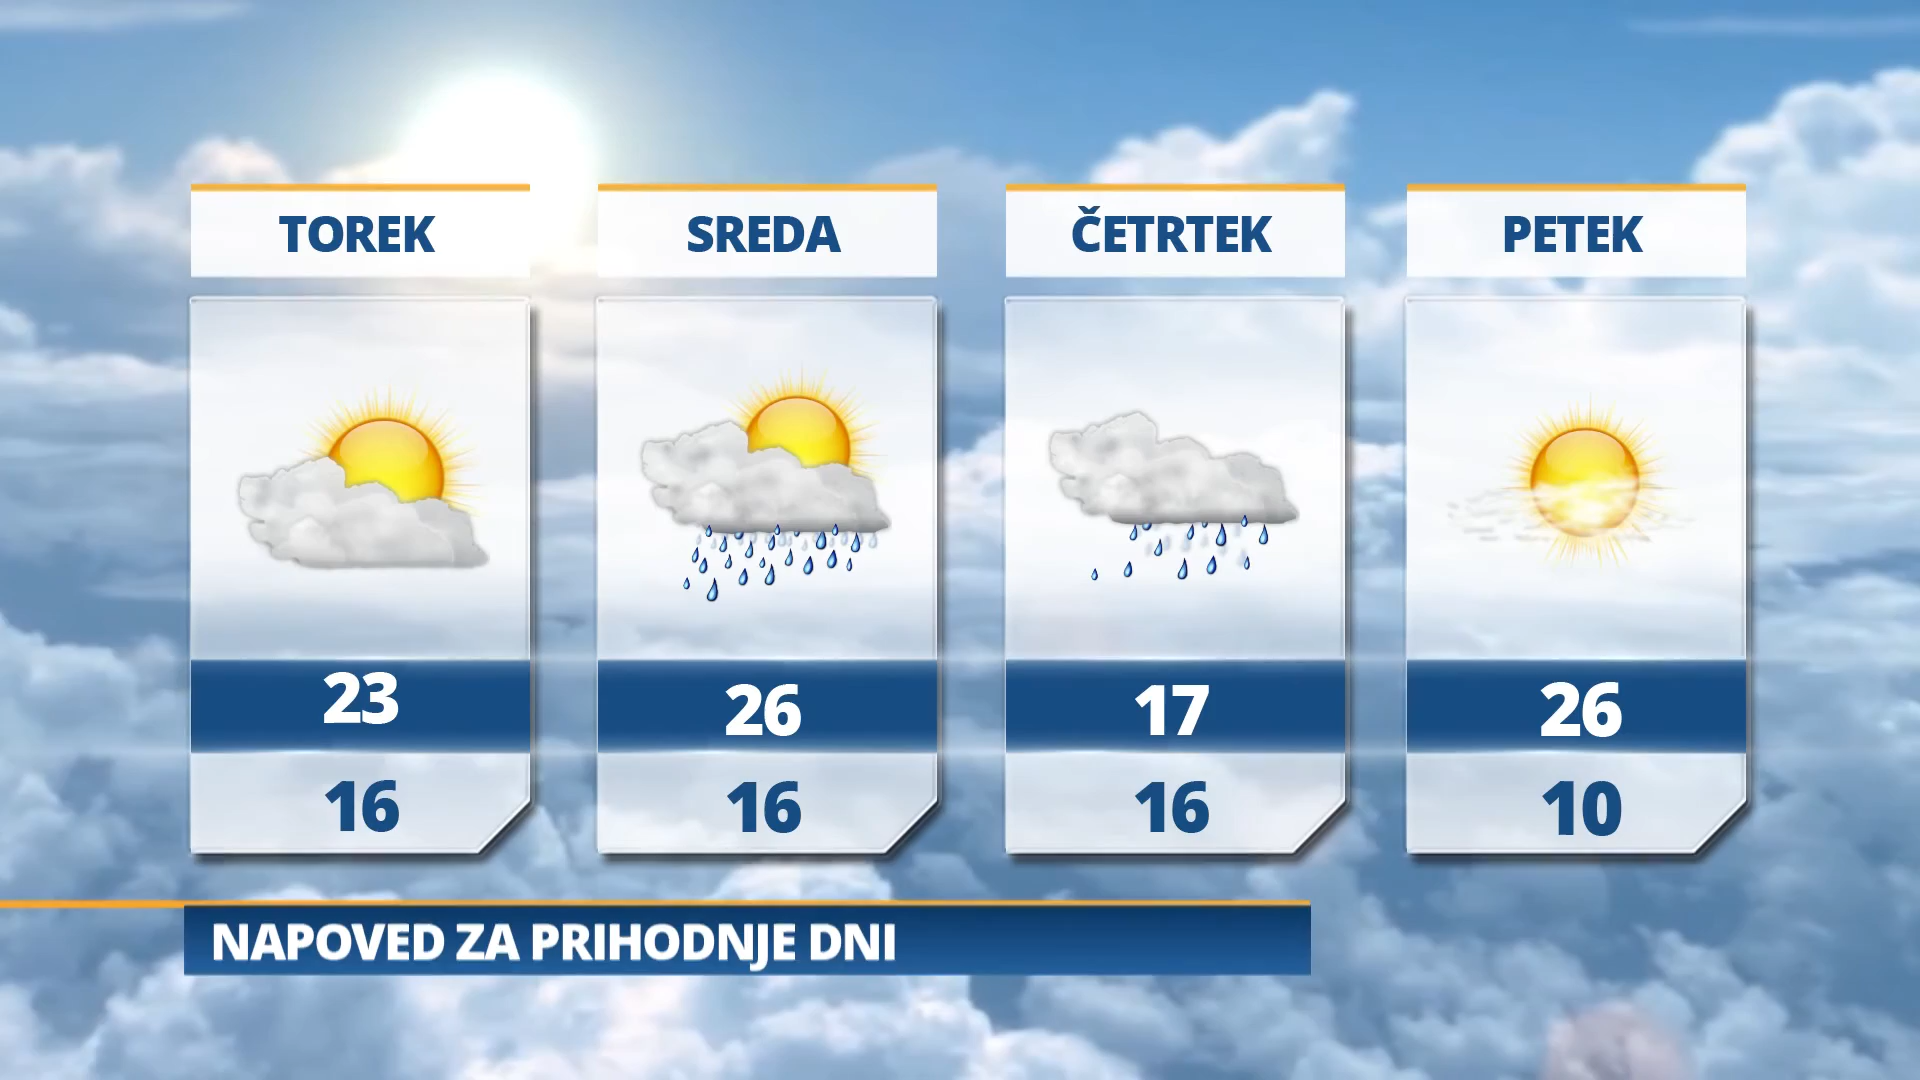 TOREK
SREDA
ČETRTEK
PETEK
23
26
17
26
16
16
16
10
NAPOVED ZA PRIHODNJE DNI